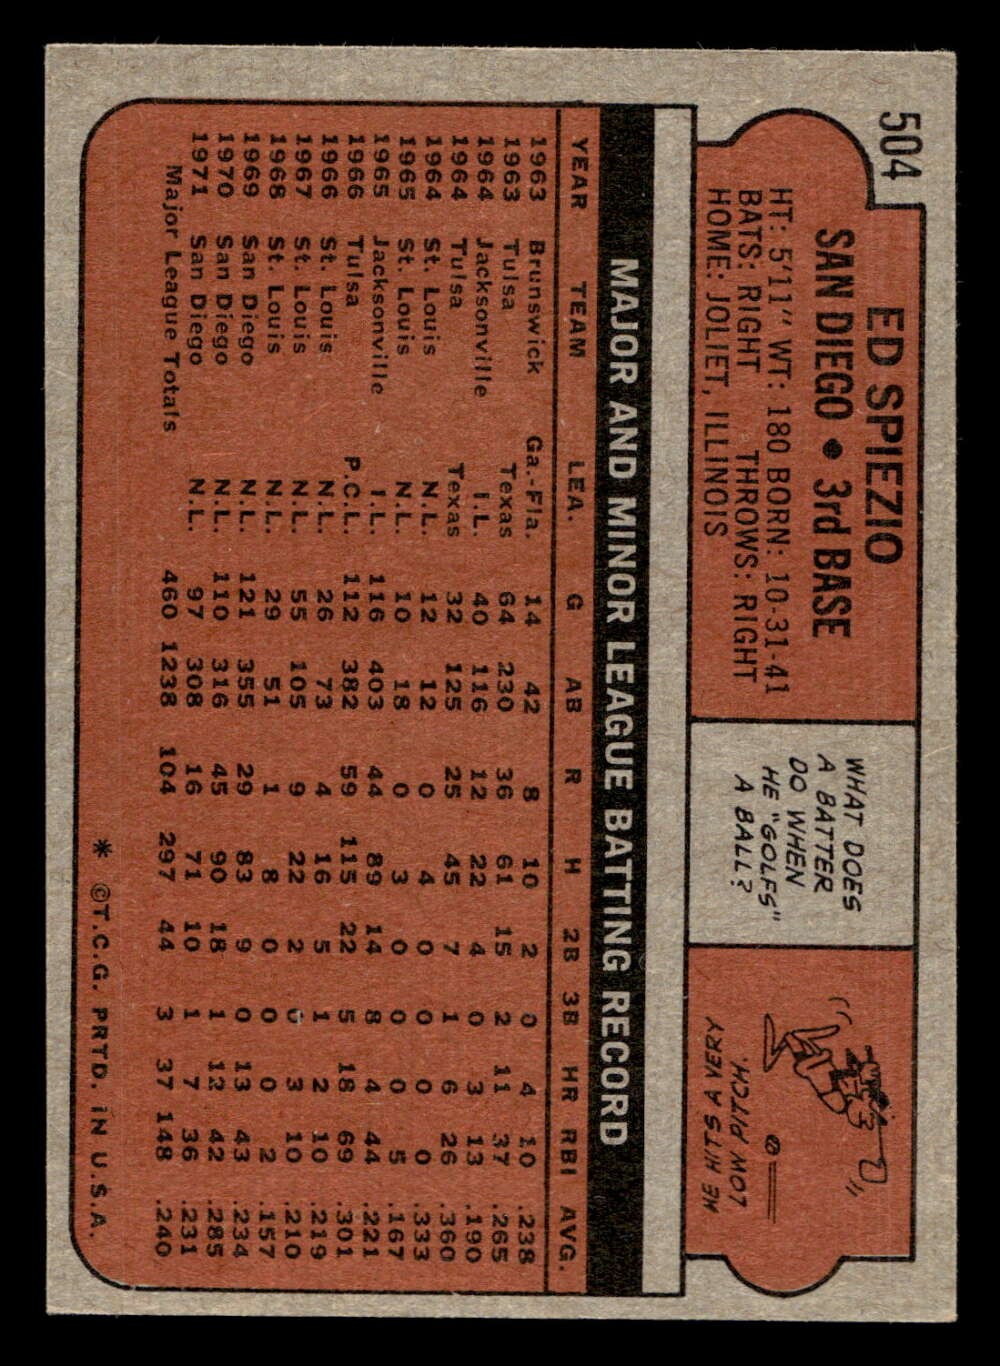 504
ED SPIEZIO
SAN DIEGO • 3rd BASE
HT: 5'11" WT: 180 BORN: 10-31-41
BATS: RIGHT THROWS: RIGHT
HOME: JOLIET, ILLINOIS
WHAT DOES
A BATTER
DO WHEN
HE "GOLFS"
A BALL?
HE HITS A VERY
LOW PITCH.
MAJOR AND MINOR LEAGUE BATTING RECORD
YEAR TEAM LEA. G AB R H 2B 3B HR RBI AVG.
1963 Brunswick Ga.-Fla. 14 42 8 10 2 0 4 10 .238
1963 Tulsa Texas 64 230 36 61 15 2 11 37 .265
1964 Jacksonville I.L. 40 116 12 22 4 0 3 13 .190
1964 Tulsa Texas 32 125 25 45 7 1 6 26 .360
1964 St. Louis N.L. 12 12 0 4 0 0 0 0 .333
1965 St. Louis N.L. 10 18 0 3 0 0 0 5 .167
1965 Jacksonville I.L. 116 403 44 89 14 8 4 44 .221
1966 Tulsa P.C.L. 112 382 59 115 22 5 18 69 .301
1966 St. Louis N.L. 26 73 4 16 5 1 2 10 .219
1967 St. Louis N.L. 55 105 9 22 2 0 3 10 .210
1968 St. Louis N.L. 29 51 1 8 0 0 0 2 .157
1969 San Diego N.L. 121 355 29 83 9 0 13 43 .234
1970 San Diego N.L. 110 316 45 90 18 1 12 42 .285
1971 San Diego N.L. 97 308 16 71 10 1 7 36 .231
Major League Totals 460 1238 104 297 44 3 37 148 .240
* ©T.C.G. PRTD. IN U.S.A.